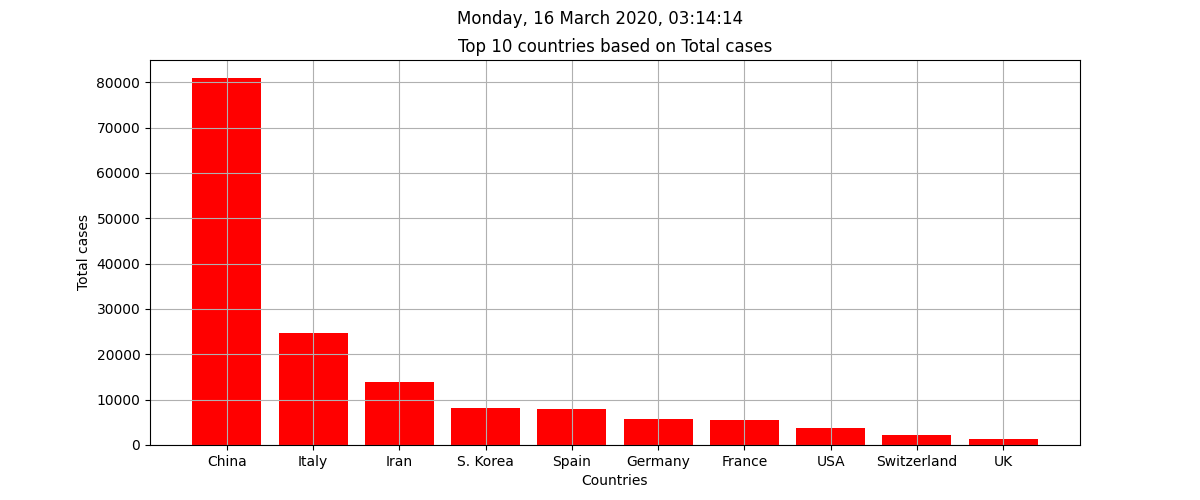 Monday, 16 March 2020, 03:14:14
Top 10 countries based on Total cases
80000
70000
60000
50000
40000
30000
20000
10000
0
Total cases
China Italy Iran S. Korea Spain Germany France USA Switzerland UK
Countries